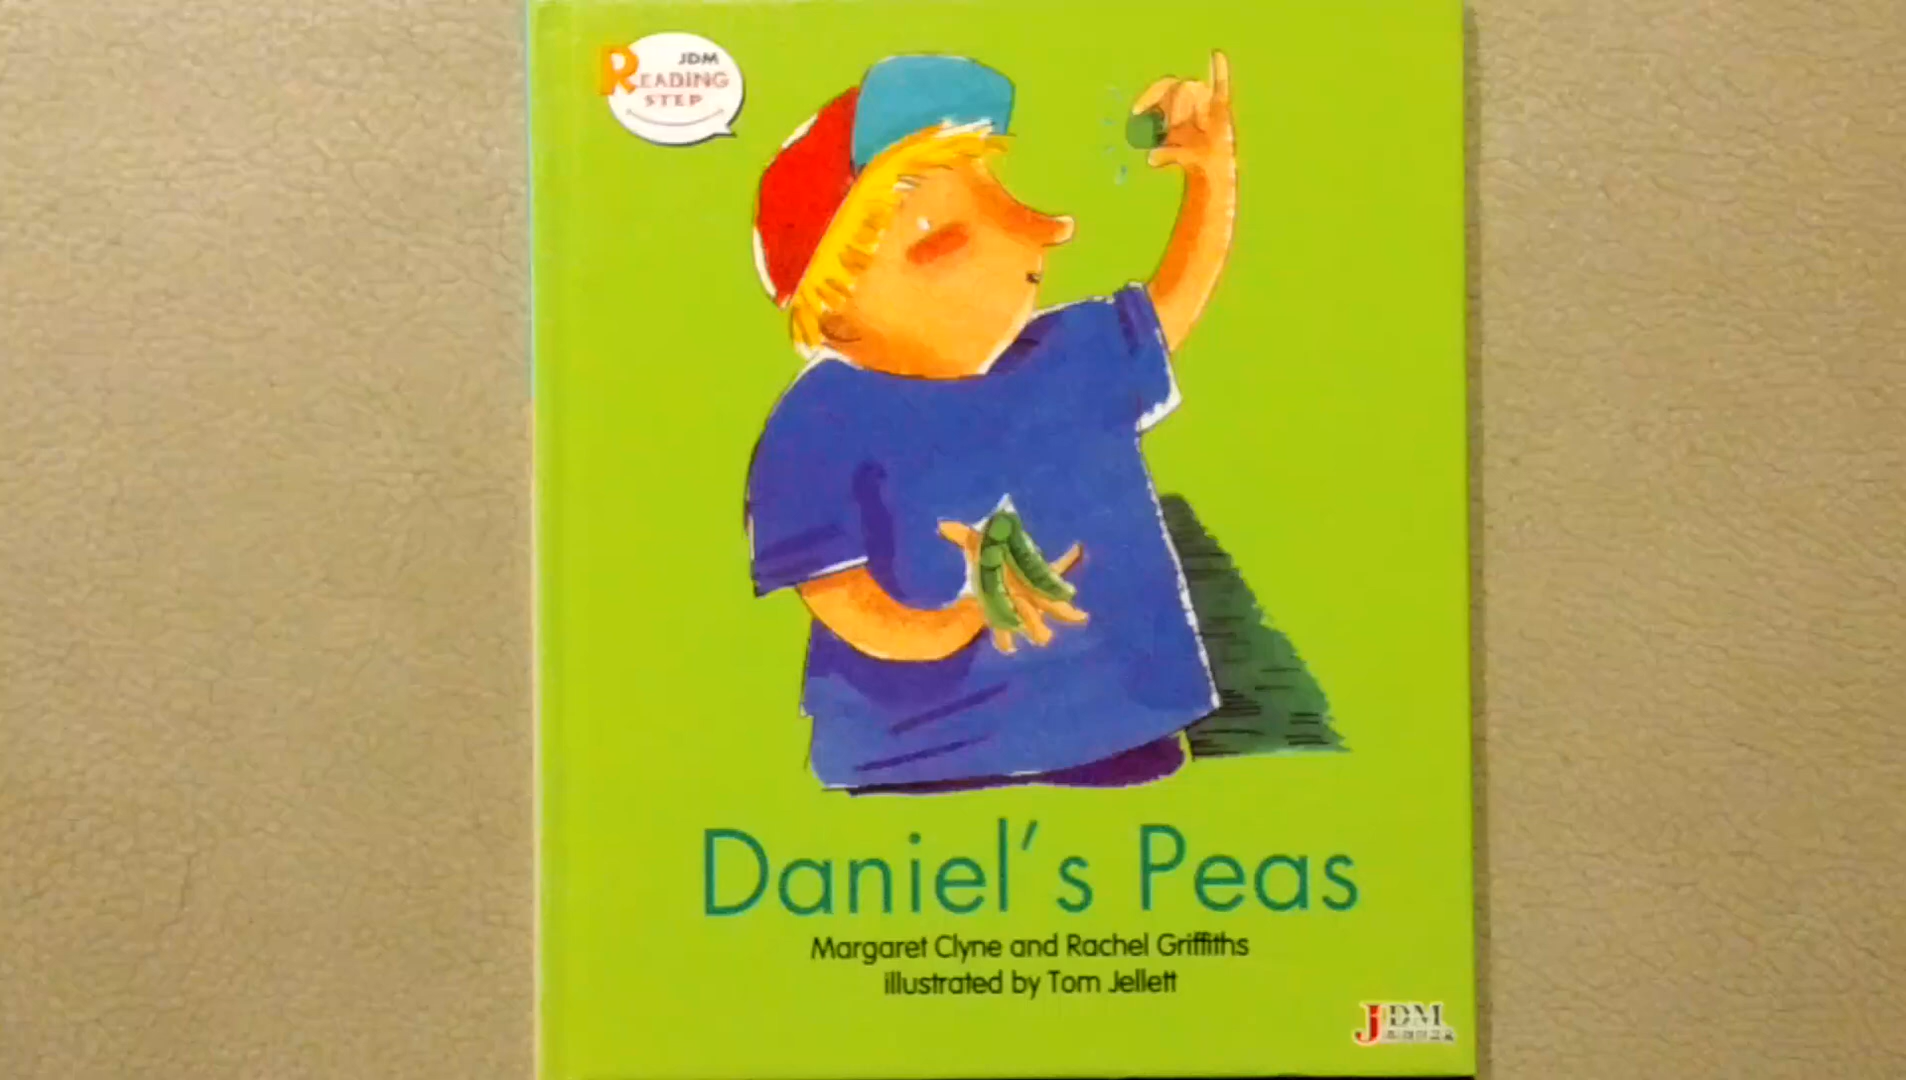 JDM
READING
STEP
Daniel's Peas
Margaret Clyne and Rachel Griffiths
illustrated by Tom Jellett
JDM